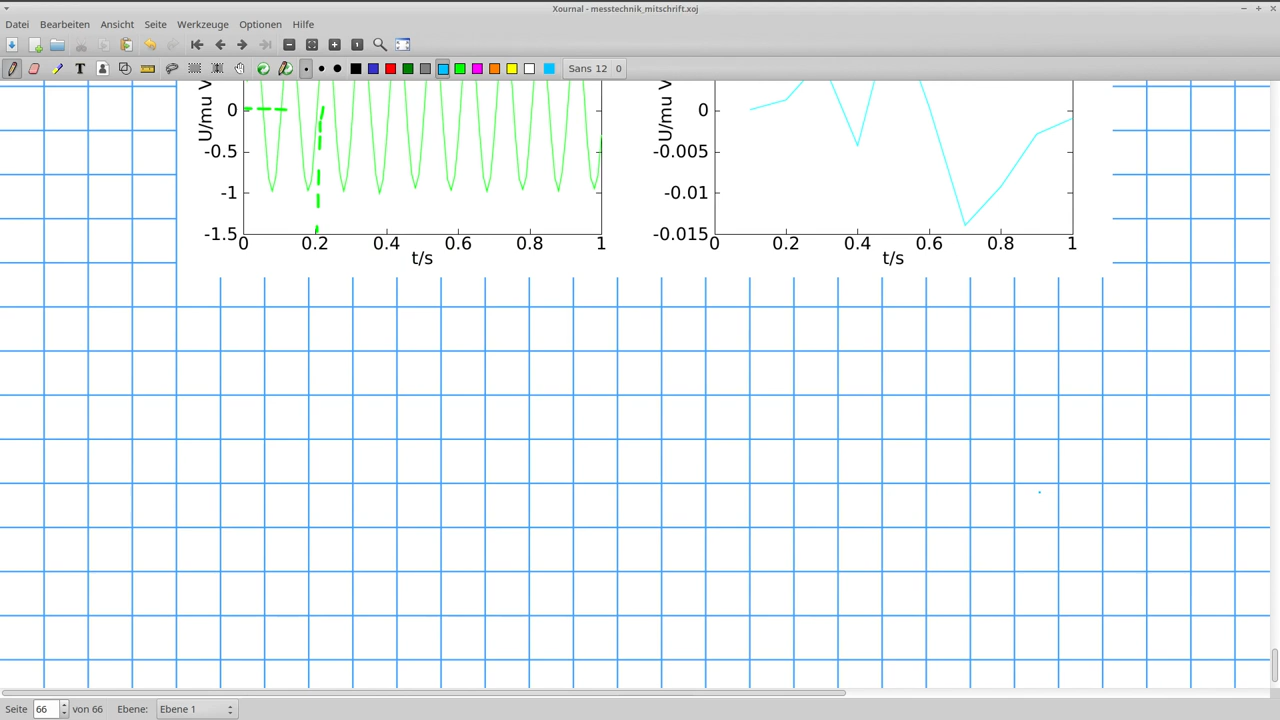 Xournal - messtechnik_mitschrift.xoj
Datei Bearbeiten Ansicht Seite Werkzeuge Optionen Hilfe
Sans 12 0
U/mu V
0
-0.5
-1
-1.5
0 0.2 0.4 0.6 0.8 1
t/s
U/mu V
0
-0.005
-0.01
-0.015
0 0.2 0.4 0.6 0.8 1
t/s
Seite 66 von 66 Ebene: Ebene 1